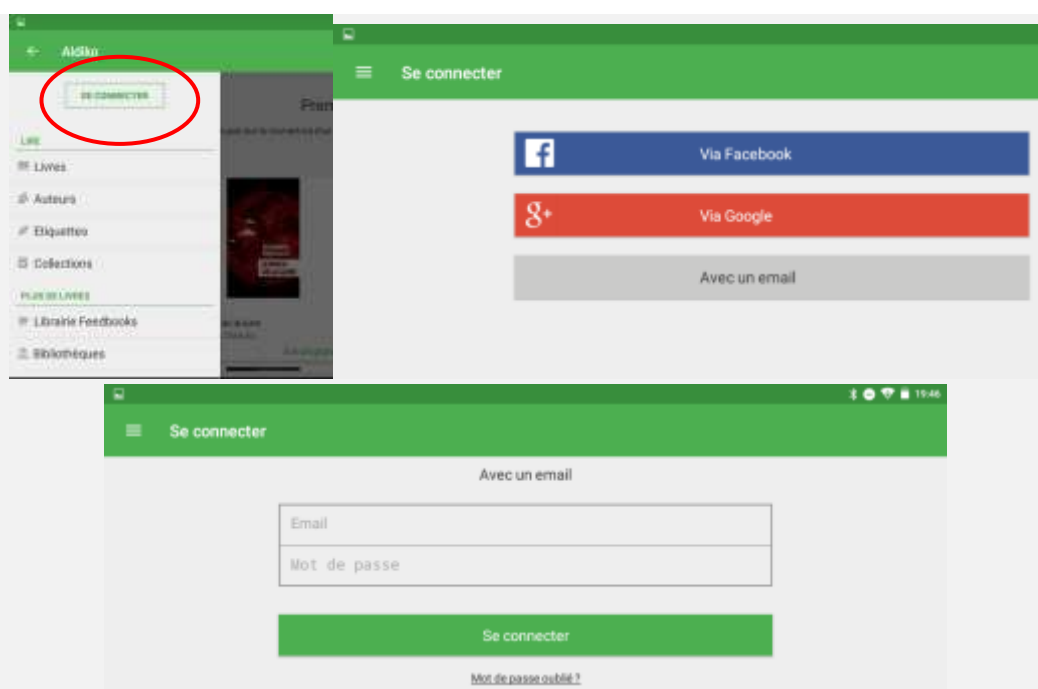 Aldiko
SE CONNECTER
LIRE
Livres
Auteurs
Etiquettes
Collections
PLUS DE LIVRES
Librairie Feedbooks
Bibliothèques
Se connecter
f
Via Facebook
g+
Via Google
Avec un email
19:46
Se connecter
Avec un email
Email
Mot de passe
Se connecter
Mot de passe oublié ?